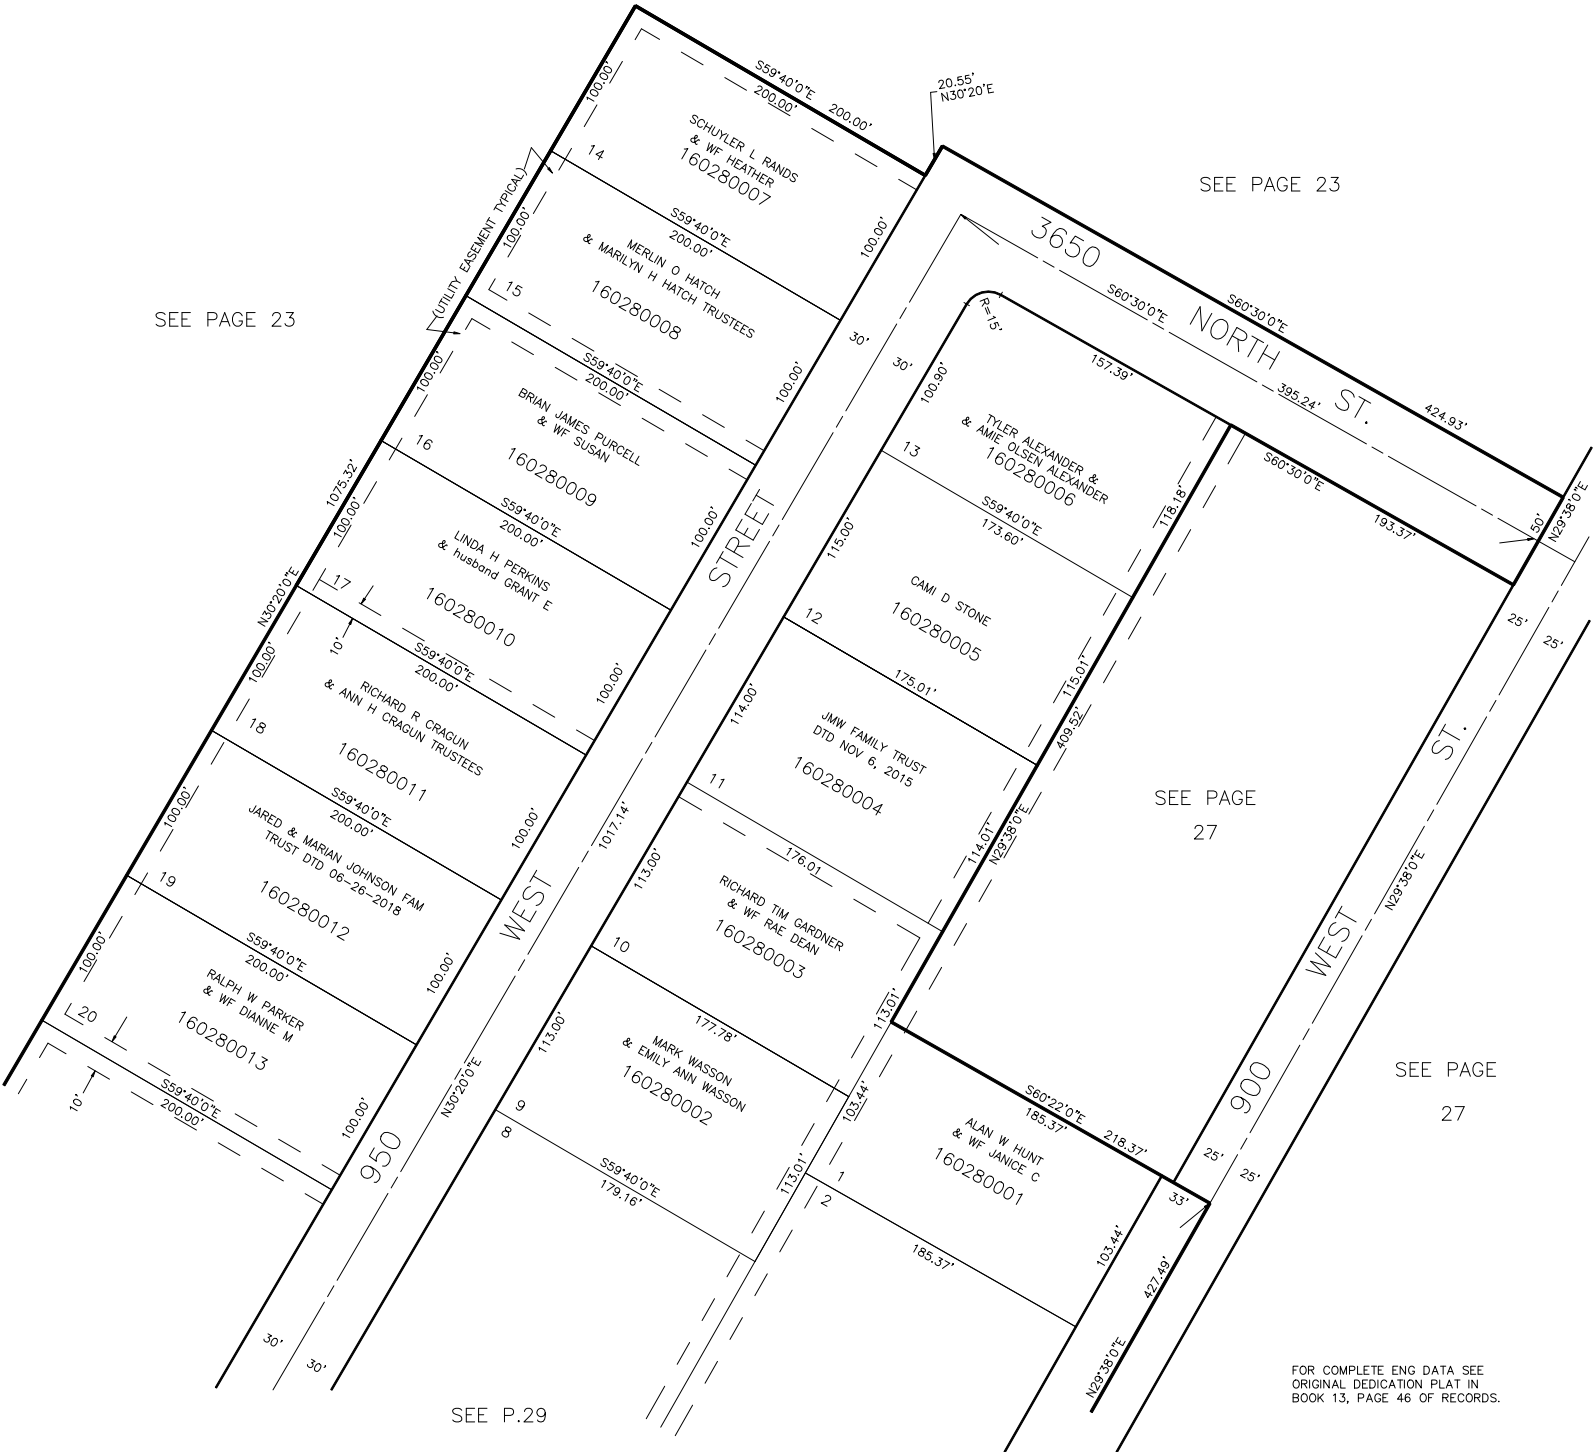 S59°40'0"E
200.00'
200.00'
100.00'
SCHUYLER L RANDS
& WF HEATHER
160280007
14
100.00'
20.55'
N30°20'E
SEE PAGE 23
(UTILITY EASEMENT TYPICAL)
S59°40'0"E
200.00'
100.00'
MERLIN O HATCH
& MARILYN H HATCH TRUSTEES
160280008
15
100.00'
SEE PAGE 23
S59°40'0"E
200.00'
100.00'
BRIAN JAMES PURCELL
& WF SUSAN
160280009
16
100.00'
1075.32'
N30°20'0"E
S59°40'0"E
200.00'
100.00'
LINDA H PERKINS
& husband GRANT E
160280010
17
100.00'
10'
S59°40'0"E
200.00'
100.00'
RICHARD R CRAGUN
& ANN H CRAGUN TRUSTEES
160280011
18
100.00'
S59°40'0"E
200.00'
100.00'
JARED & MARIAN JOHNSON FAM
TRUST DTD 06-26-2018
160280012
19
100.00'
S59°40'0"E
200.00'
100.00'
RALPH W PARKER
& WF DIANNE M
160280013
20
100.00'
10'
S59°40'0"E
200.00'
30'
30'
950
WEST
STREET
1017.14'
N30°20'0"E
30'
30'
3650
NORTH
ST.
S60°30'0"E
S60°30'0"E
395.24'
424.93'
R=15'
157.39'
100.90'
TYLER ALEXANDER &
& AMIE OLSEN ALEXANDER
160280006
13
118.18'
S59°40'0"E
173.60'
115.00'
CAMI D STONE
160280005
12
115.01'
175.01'
114.00'
JMW FAMILY TRUST
DTD NOV 6, 2015
160280004
11
114.01'
409.52'
N29°38'0"E
176.01
113.00'
RICHARD TIM GARDNER
& WF RAE DEAN
160280003
10
113.01'
177.78'
113.00'
MARK WASSON
& EMILY ANN WASSON
160280002
9
8
113.01'
S59°40'0"E
179.16'
S60°30'0"E
193.37'
50'
N29°38'0"E
25'
25'
SEE PAGE
27
900
WEST
ST.
N29°38'0"E
SEE PAGE
27
S60°22'0"E
185.37'
218.37'
103.44'
ALAN W HUNT
& WF JANICE C
160280001
1
2
185.37'
103.44'
25'
25'
33'
427.49'
N29°38'0"E
SEE P.29
FOR COMPLETE ENG DATA SEE
ORIGINAL DEDICATION PLAT IN
BOOK 13, PAGE 46 OF RECORDS.